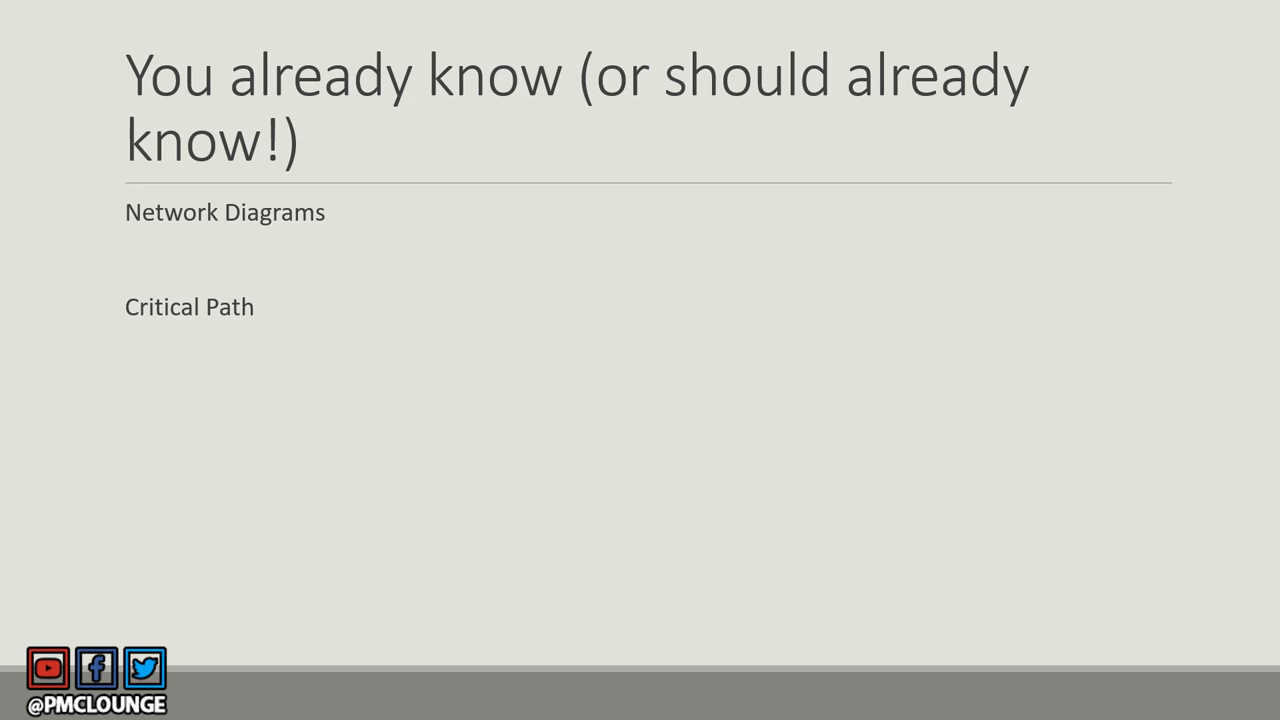 You already know (or should already
know!)
Network Diagrams
Critical Path
@PMCLOUNGE